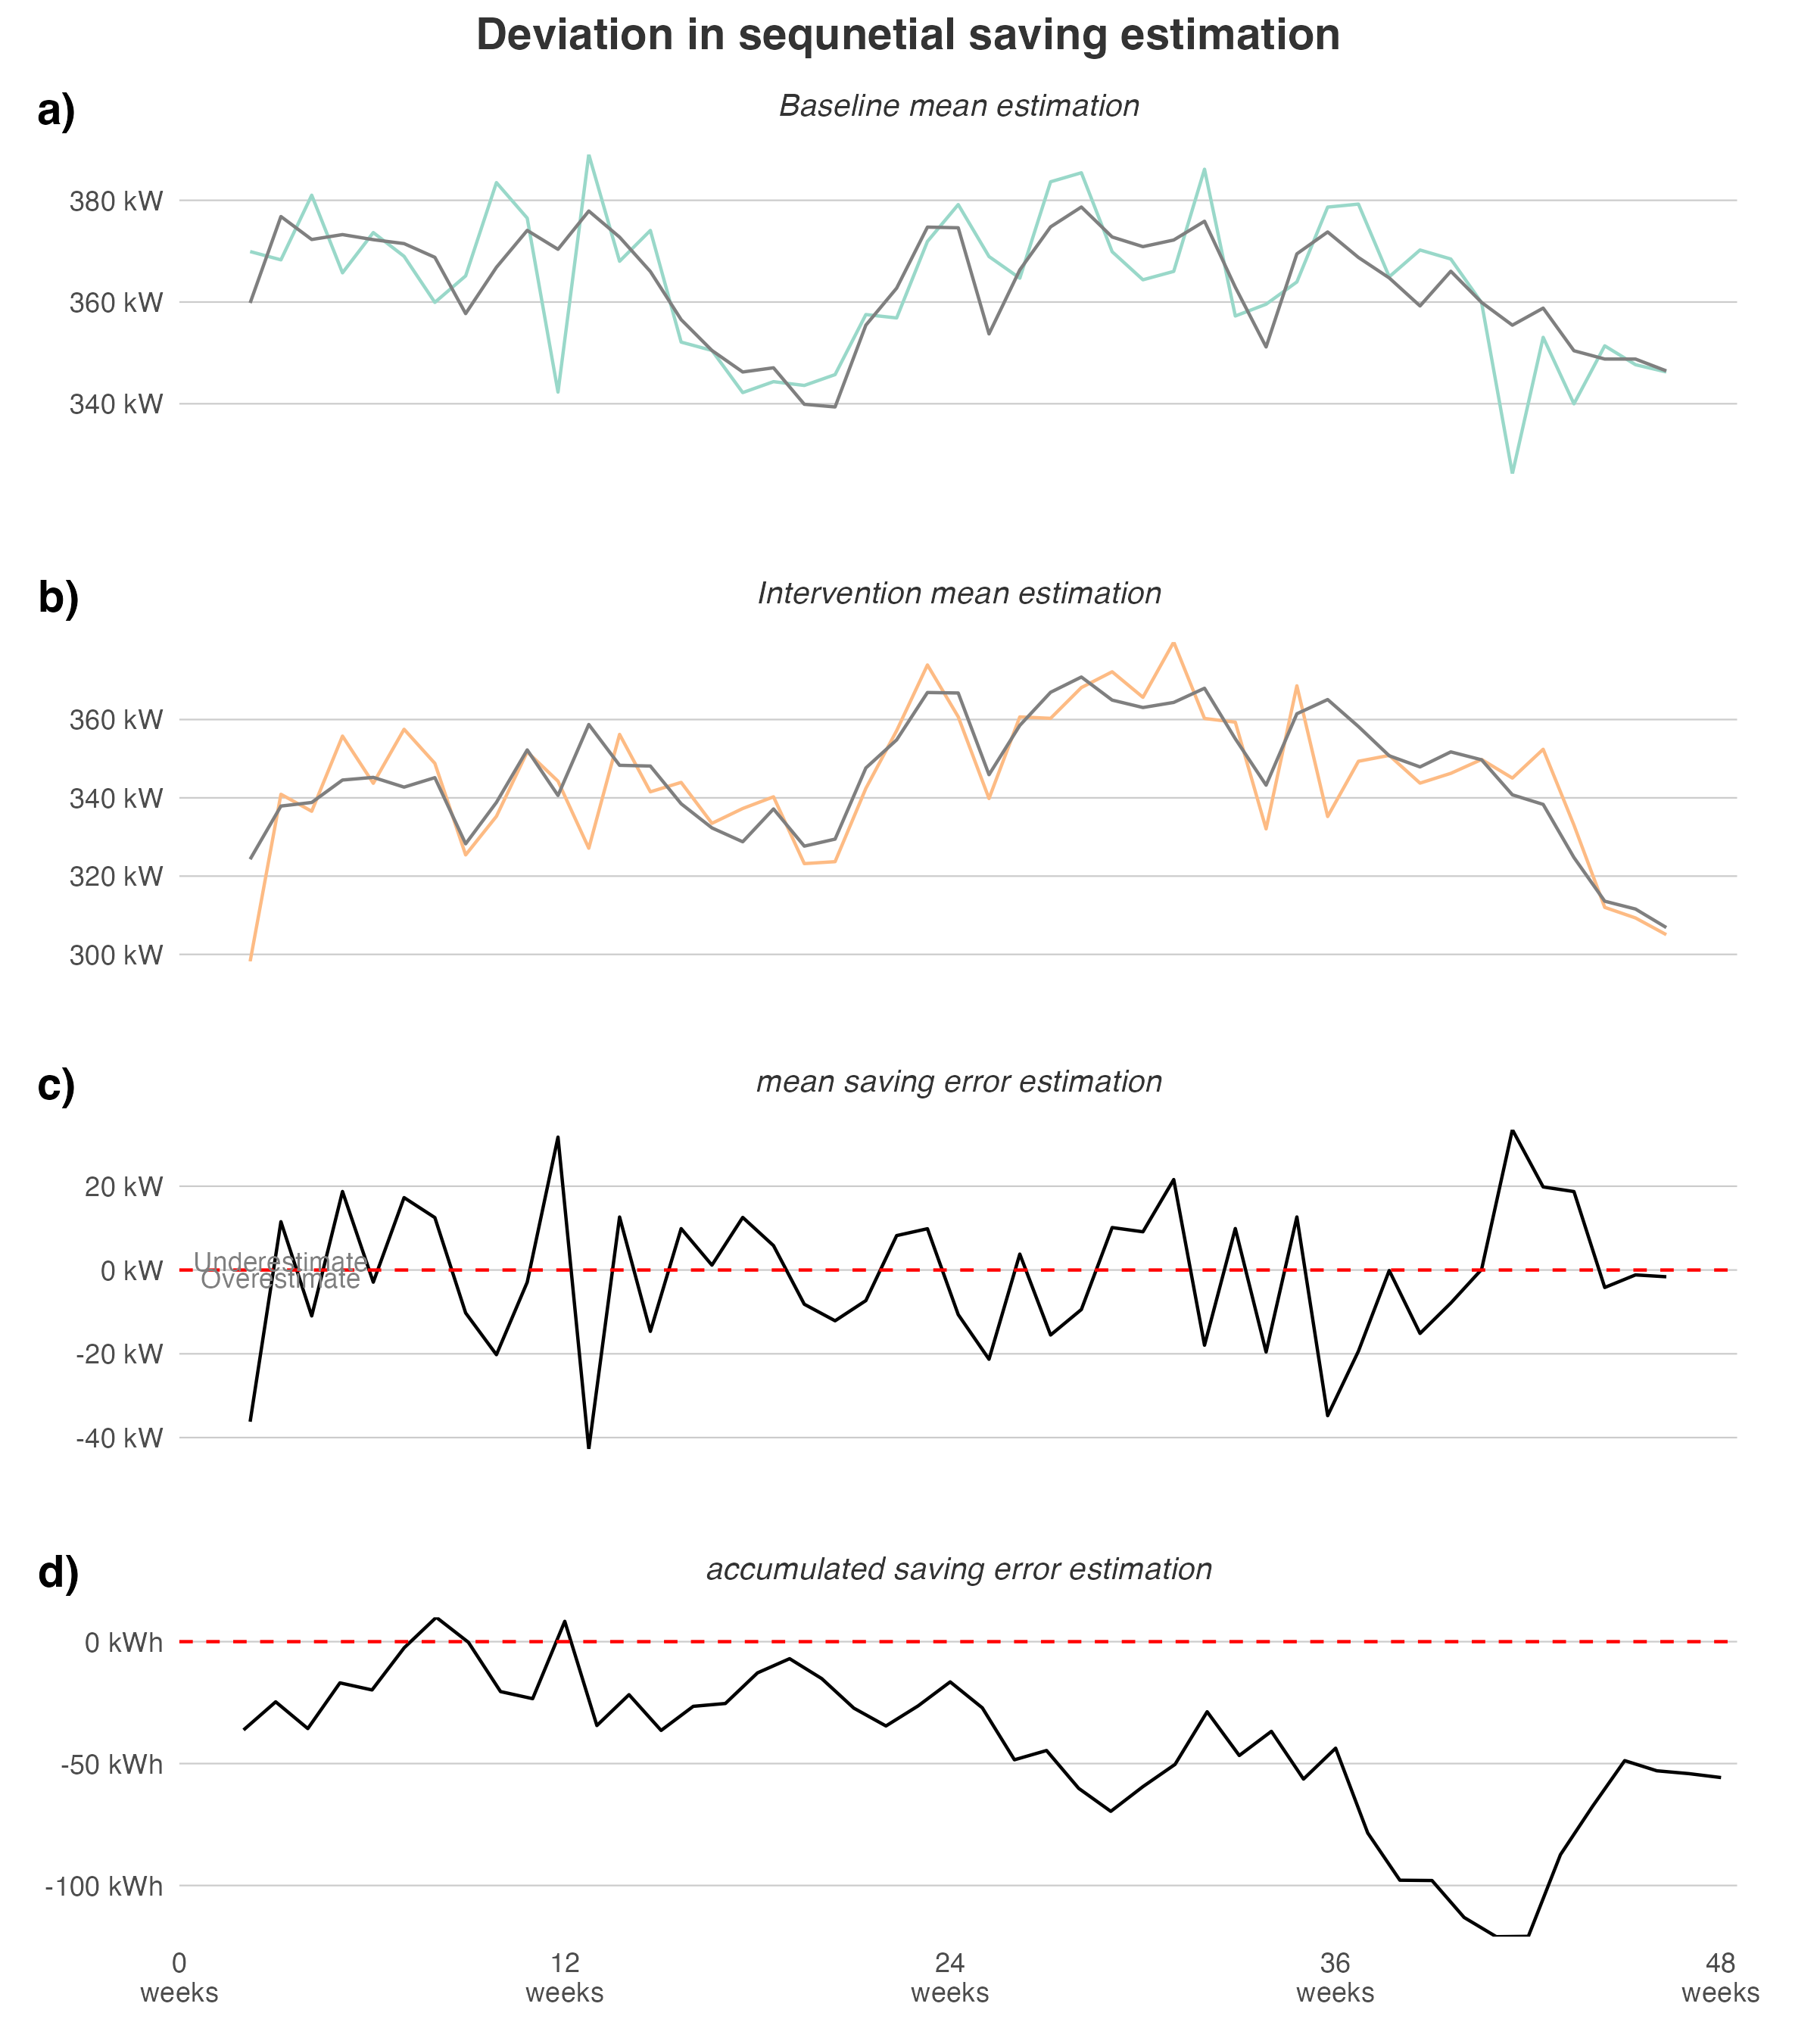 Deviation in sequnetial saving estimation
a)
Baseline mean estimation
380 kW
360 kW
340 kW
b)
Intervention mean estimation
360 kW
340 kW
320 kW
300 kW
c)
mean saving error estimation
20 kW
Underestimate
0 kW
Overestimate
-20 kW
-40 kW
d)
accumulated saving error estimation
0 kWh
-50 kWh
-100 kWh
0 12 24 36 48
weeks weeks weeks weeks weeks